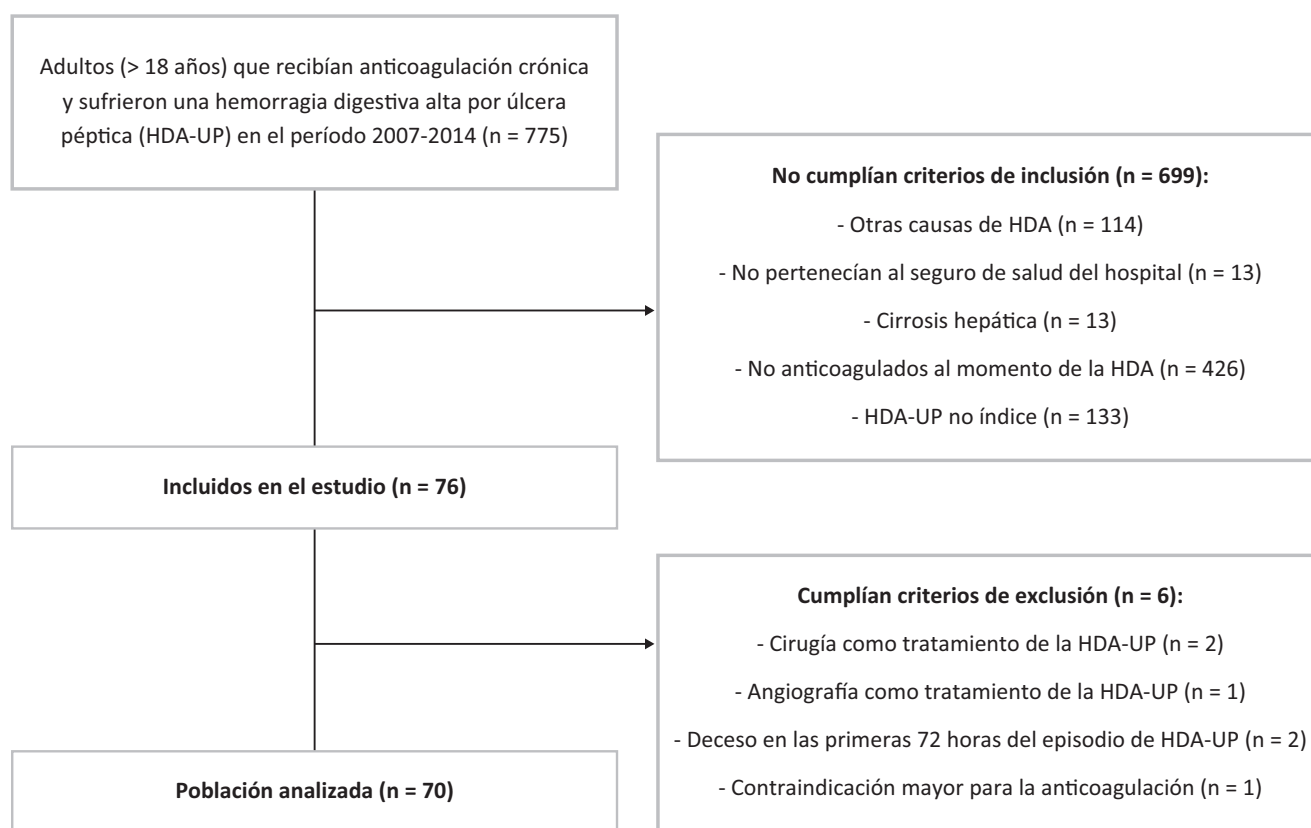 Adultos (> 18 años) que recibían anticoagulación crónica
y sufrieron una hemorragia digestiva alta por úlcera
péptica (HDA-UP) en el período 2007-2014 (n = 775)
No cumplían criterios de inclusión (n = 699):
- Otras causas de HDA (n = 114)
- No pertenecían al seguro de salud del hospital (n = 13)
- Cirrosis hepática (n = 13)
- No anticoagulados al momento de la HDA (n = 426)
- HDA-UP no índice (n = 133)
Incluidos en el estudio (n = 76)
Cumplían criterios de exclusión (n = 6):
- Cirugía como tratamiento de la HDA-UP (n = 2)
- Angiografía como tratamiento de la HDA-UP (n = 1)
- Deceso en las primeras 72 horas del episodio de HDA-UP (n = 2)
- Contraindicación mayor para la anticoagulación (n = 1)
Población analizada (n = 70)